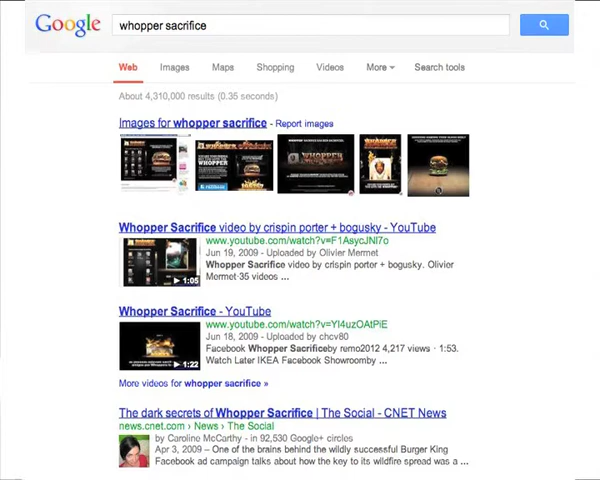 Google
whopper sacrifice
Web Images Maps Shopping Videos More Search tools
About 4,310,000 results (0.35 seconds)
Images for whopper sacrifice - Report images
Whopper Sacrifice video by crispin porter + bogusky - YouTube
www.youtube.com/watch?v=F1AsycJNl7o
Jun 19, 2009 - Uploaded by Olivier Mermet
Whopper Sacrifice video by crispin porter + bogusky. Olivier
Mermet·35 videos ...
1:05
Whopper Sacrifice - YouTube
www.youtube.com/watch?v=YI4uzOAtPiE
Jun 18, 2009 - Uploaded by chcv80
Facebook Whopper Sacrificeby remo2012 4,217 views · 1:53.
Watch Later IKEA Facebook Showroomby ...
1:22
More videos for whopper sacrifice »
The dark secrets of Whopper Sacrifice | The Social - CNET News
news.cnet.com › News › The Social
by Caroline McCarthy - in 92,530 Google+ circles
Apr 3, 2009 – One of the brains behind the wildly successful Burger King
Facebook ad campaign talks about how the key to its wildfire spread was a ...